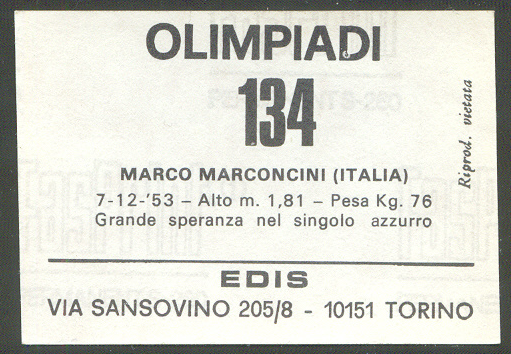 OLIMPIADI
134
MARCO MARCONCINI (ITALIA)
7-12-'53 – Alto m. 1,81 – Pesa Kg. 76
Grande speranza nel singolo azzurro
Riprod. vietata
EDIS
VIA SANSOVINO 205/8 - 10151 TORINO